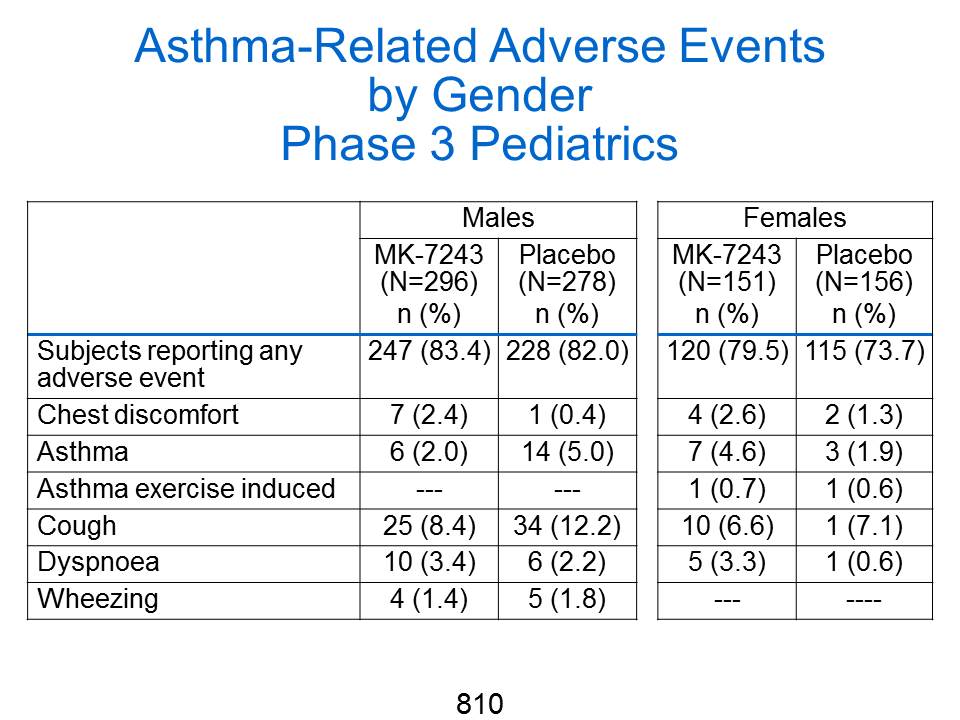 Asthma-Related Adverse Events
by Gender
Phase 3 Pediatrics
Males Females
MK-7243 Placebo MK-7243 Placebo
(N=296) (N=278) (N=151) (N=156)
n (%) n (%) n (%) n (%)
Subjects reporting any 247 (83.4) 228 (82.0) 120 (79.5) 115 (73.7)
adverse event
Chest discomfort 7 (2.4) 1 (0.4) 4 (2.6) 2 (1.3)
Asthma 6 (2.0) 14 (5.0) 7 (4.6) 3 (1.9)
Asthma exercise induced --- --- 1 (0.7) 1 (0.6)
Cough 25 (8.4) 34 (12.2) 10 (6.6) 1 (7.1)
Dyspnoea 10 (3.4) 6 (2.2) 5 (3.3) 1 (0.6)
Wheezing 4 (1.4) 5 (1.8) --- ----
810